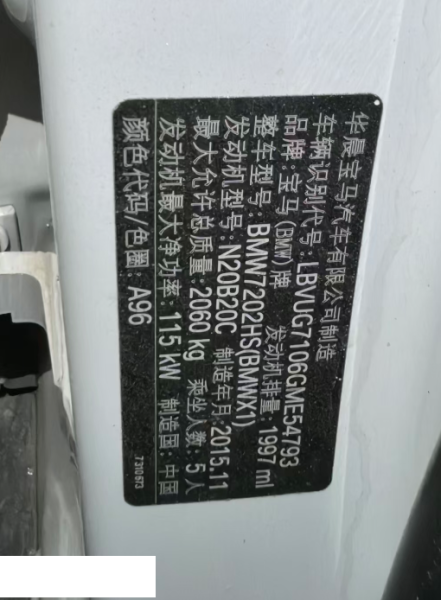 华晨宝马汽车有限公司制造
车辆识别代号: LBVUG7106GME54793
品牌: 宝马 (BMW) 牌 发动机排量: 1997 ml
整车型号: BMW7202HS(BMWX1)
发动机型号: N20B20C 制造年月: 2015.11
最大允许总质量: 2060 kg 乘坐人数: 5 人
发动机最大净功率: 115 kW 制造国: 中国
颜色代码/色圈: A96
7310973